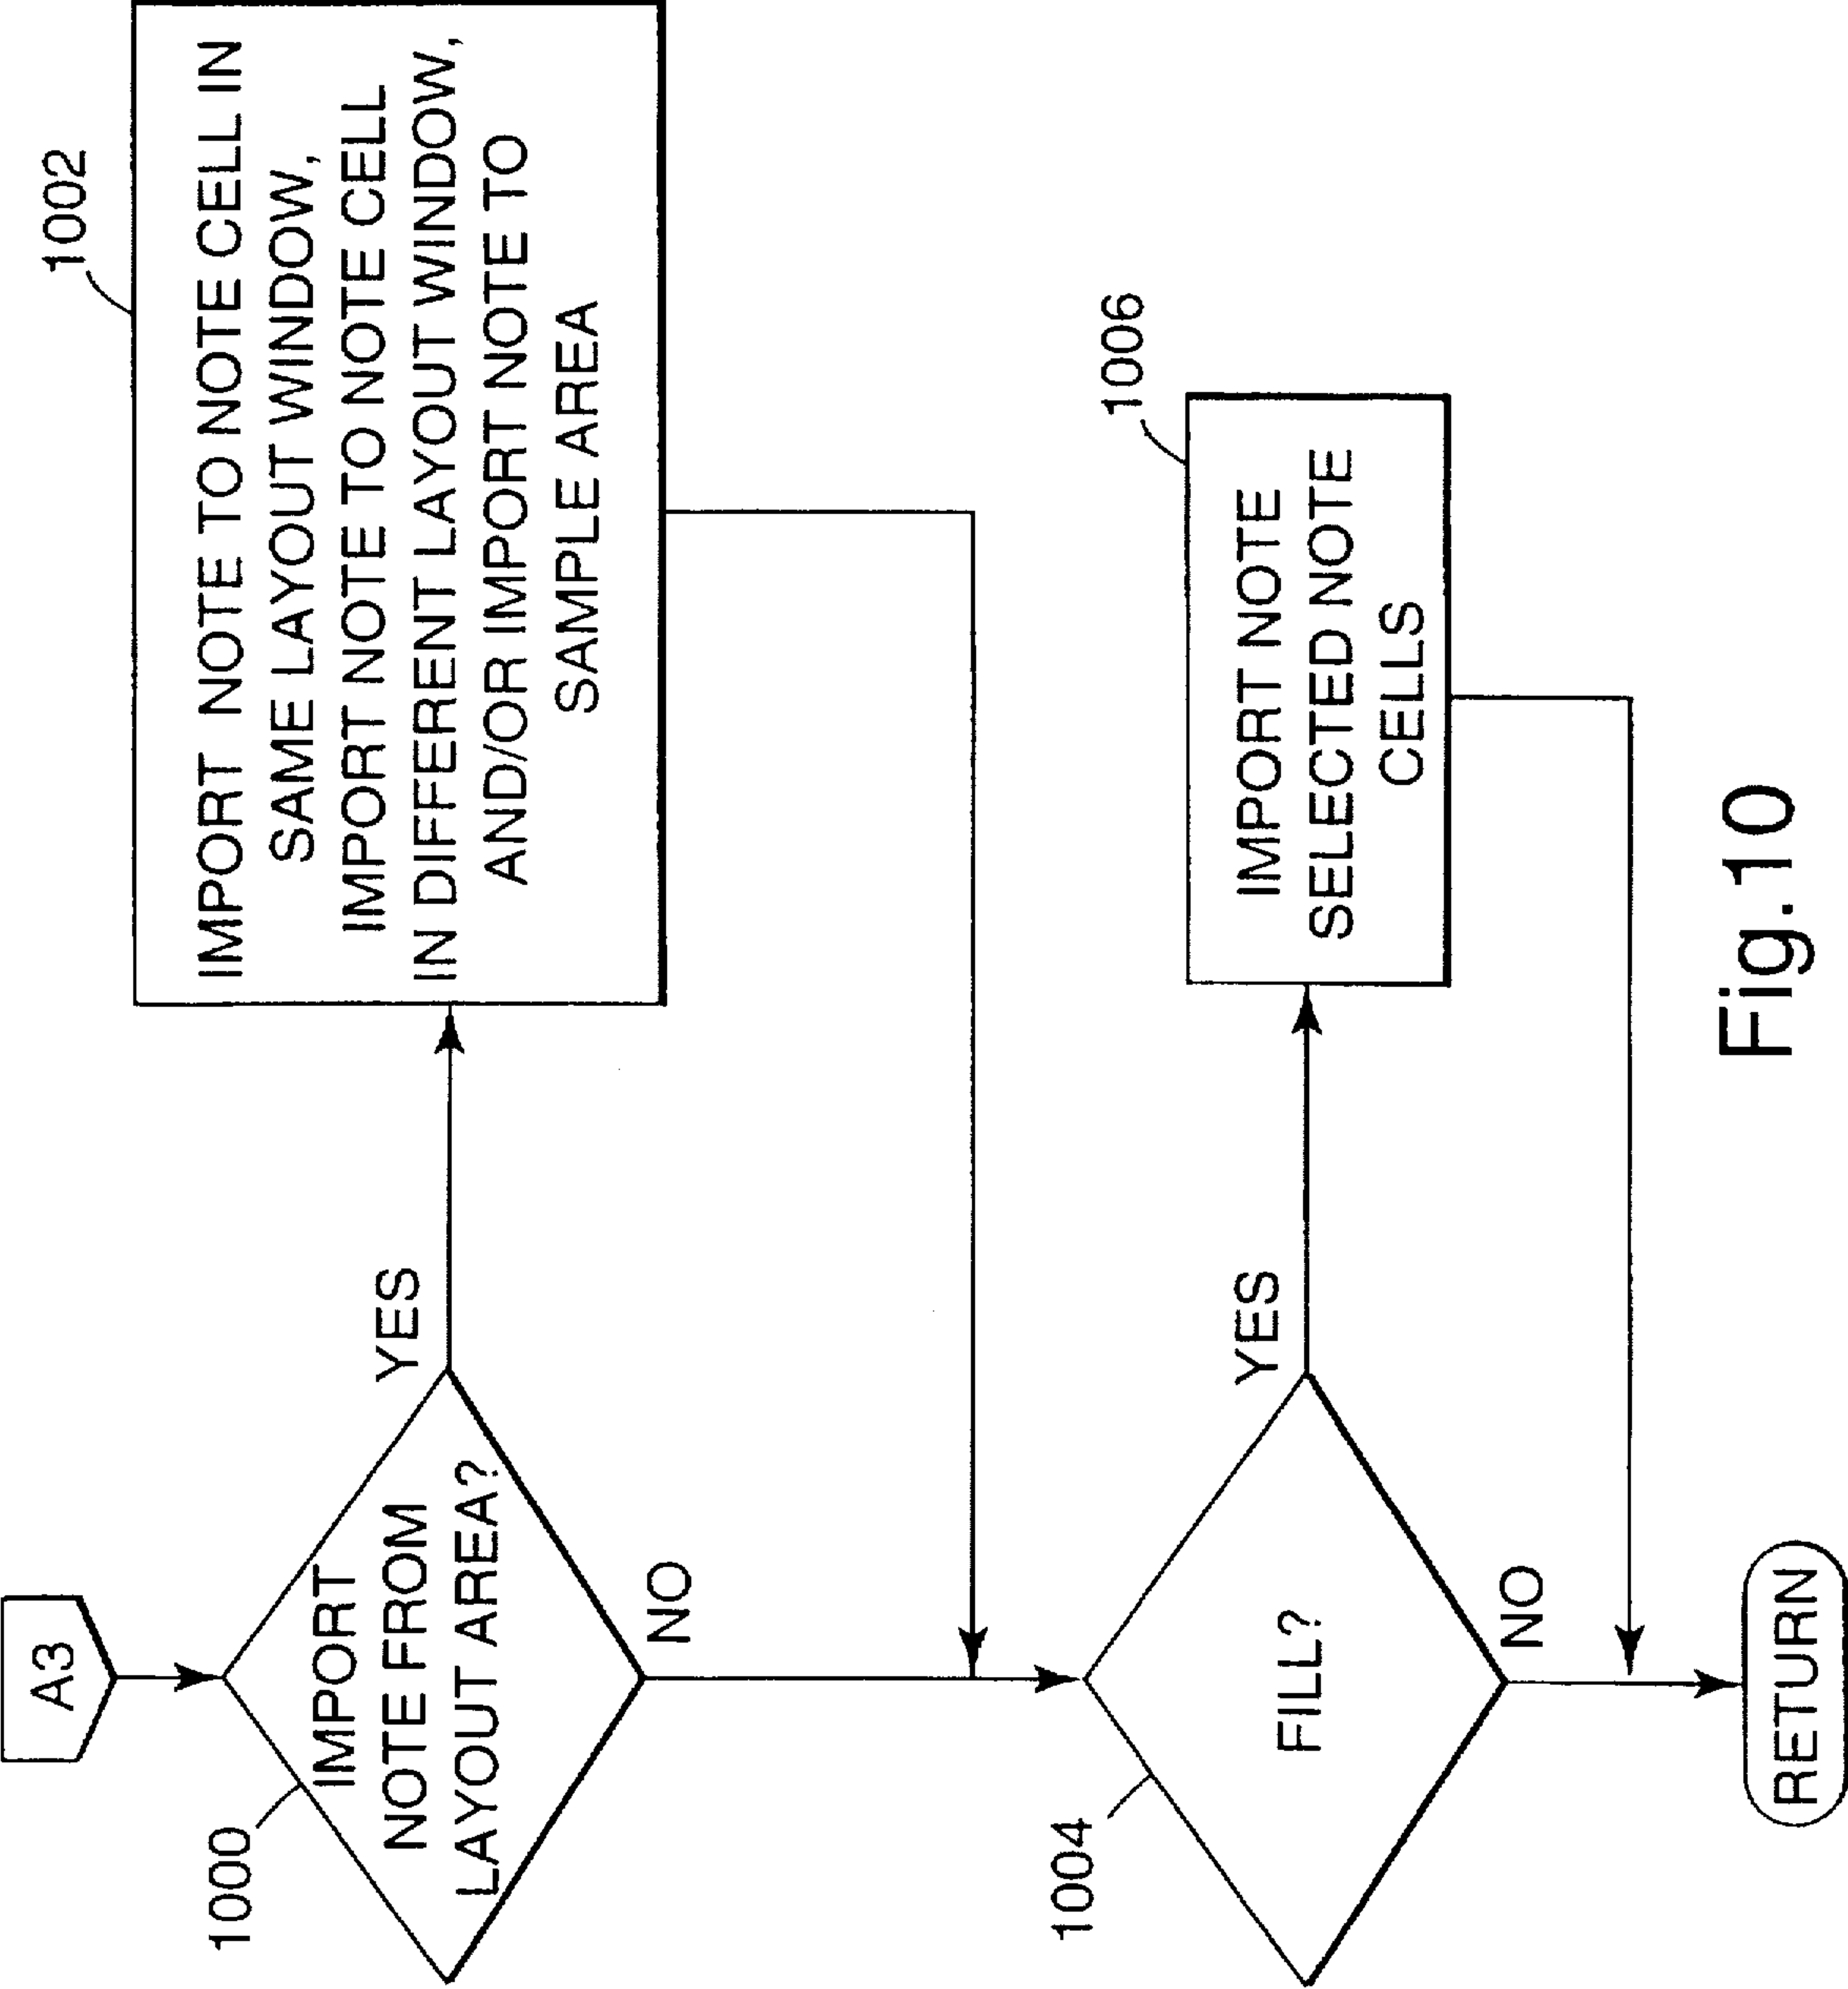 A3
1000
IMPORT
NOTE FROM
LAYOUT AREA?
YES
NO
1002
IMPORT NOTE TO NOTE CELL IN
SAME LAYOUT WINDOW,
IMPORT NOTE TO NOTE CELL
IN DIFFERENT LAYOUT WINDOW,
AND/OR IMPORT NOTE TO
SAMPLE AREA
1004
FILL?
YES
NO
1006
IMPORT NOTE
SELECTED NOTE
CELLS
RETURN
Fig.10